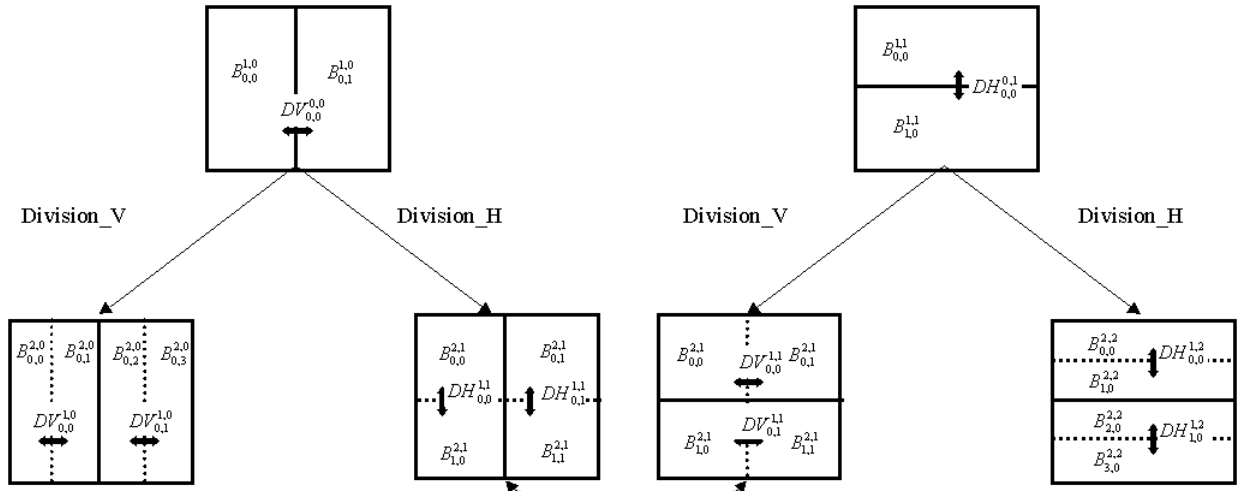 B^{1,0}_{0,0} B^{1,0}_{0,1}
DV^{0,0}_{0,0}
B^{1,1}_{0,0}
DH^{0,1}_{0,0}
B^{1,1}_{1,0}
Division_V Division_H
Division_V Division_H
B^{2,0}_{0,0} B^{2,0}_{0,1} B^{2,0}_{0,2} B^{2,0}_{0,3}
DV^{1,0}_{0,0} DV^{1,0}_{0,1}
B^{2,1}_{0,0} B^{2,1}_{0,1}
DH^{1,1}_{0,0} DH^{1,1}_{0,1}
B^{2,1}_{1,0} B^{2,1}_{1,1}
B^{2,1}_{0,0} DV^{1,1}_{0,0} B^{2,1}_{0,1}
B^{2,1}_{1,0} DV^{1,1}_{0,1} B^{2,1}_{1,1}
B^{2,2}_{0,0} DH^{1,2}_{0,0}
B^{2,2}_{1,0}
B^{2,2}_{2,0} DH^{1,2}_{1,0}
B^{2,2}_{3,0}